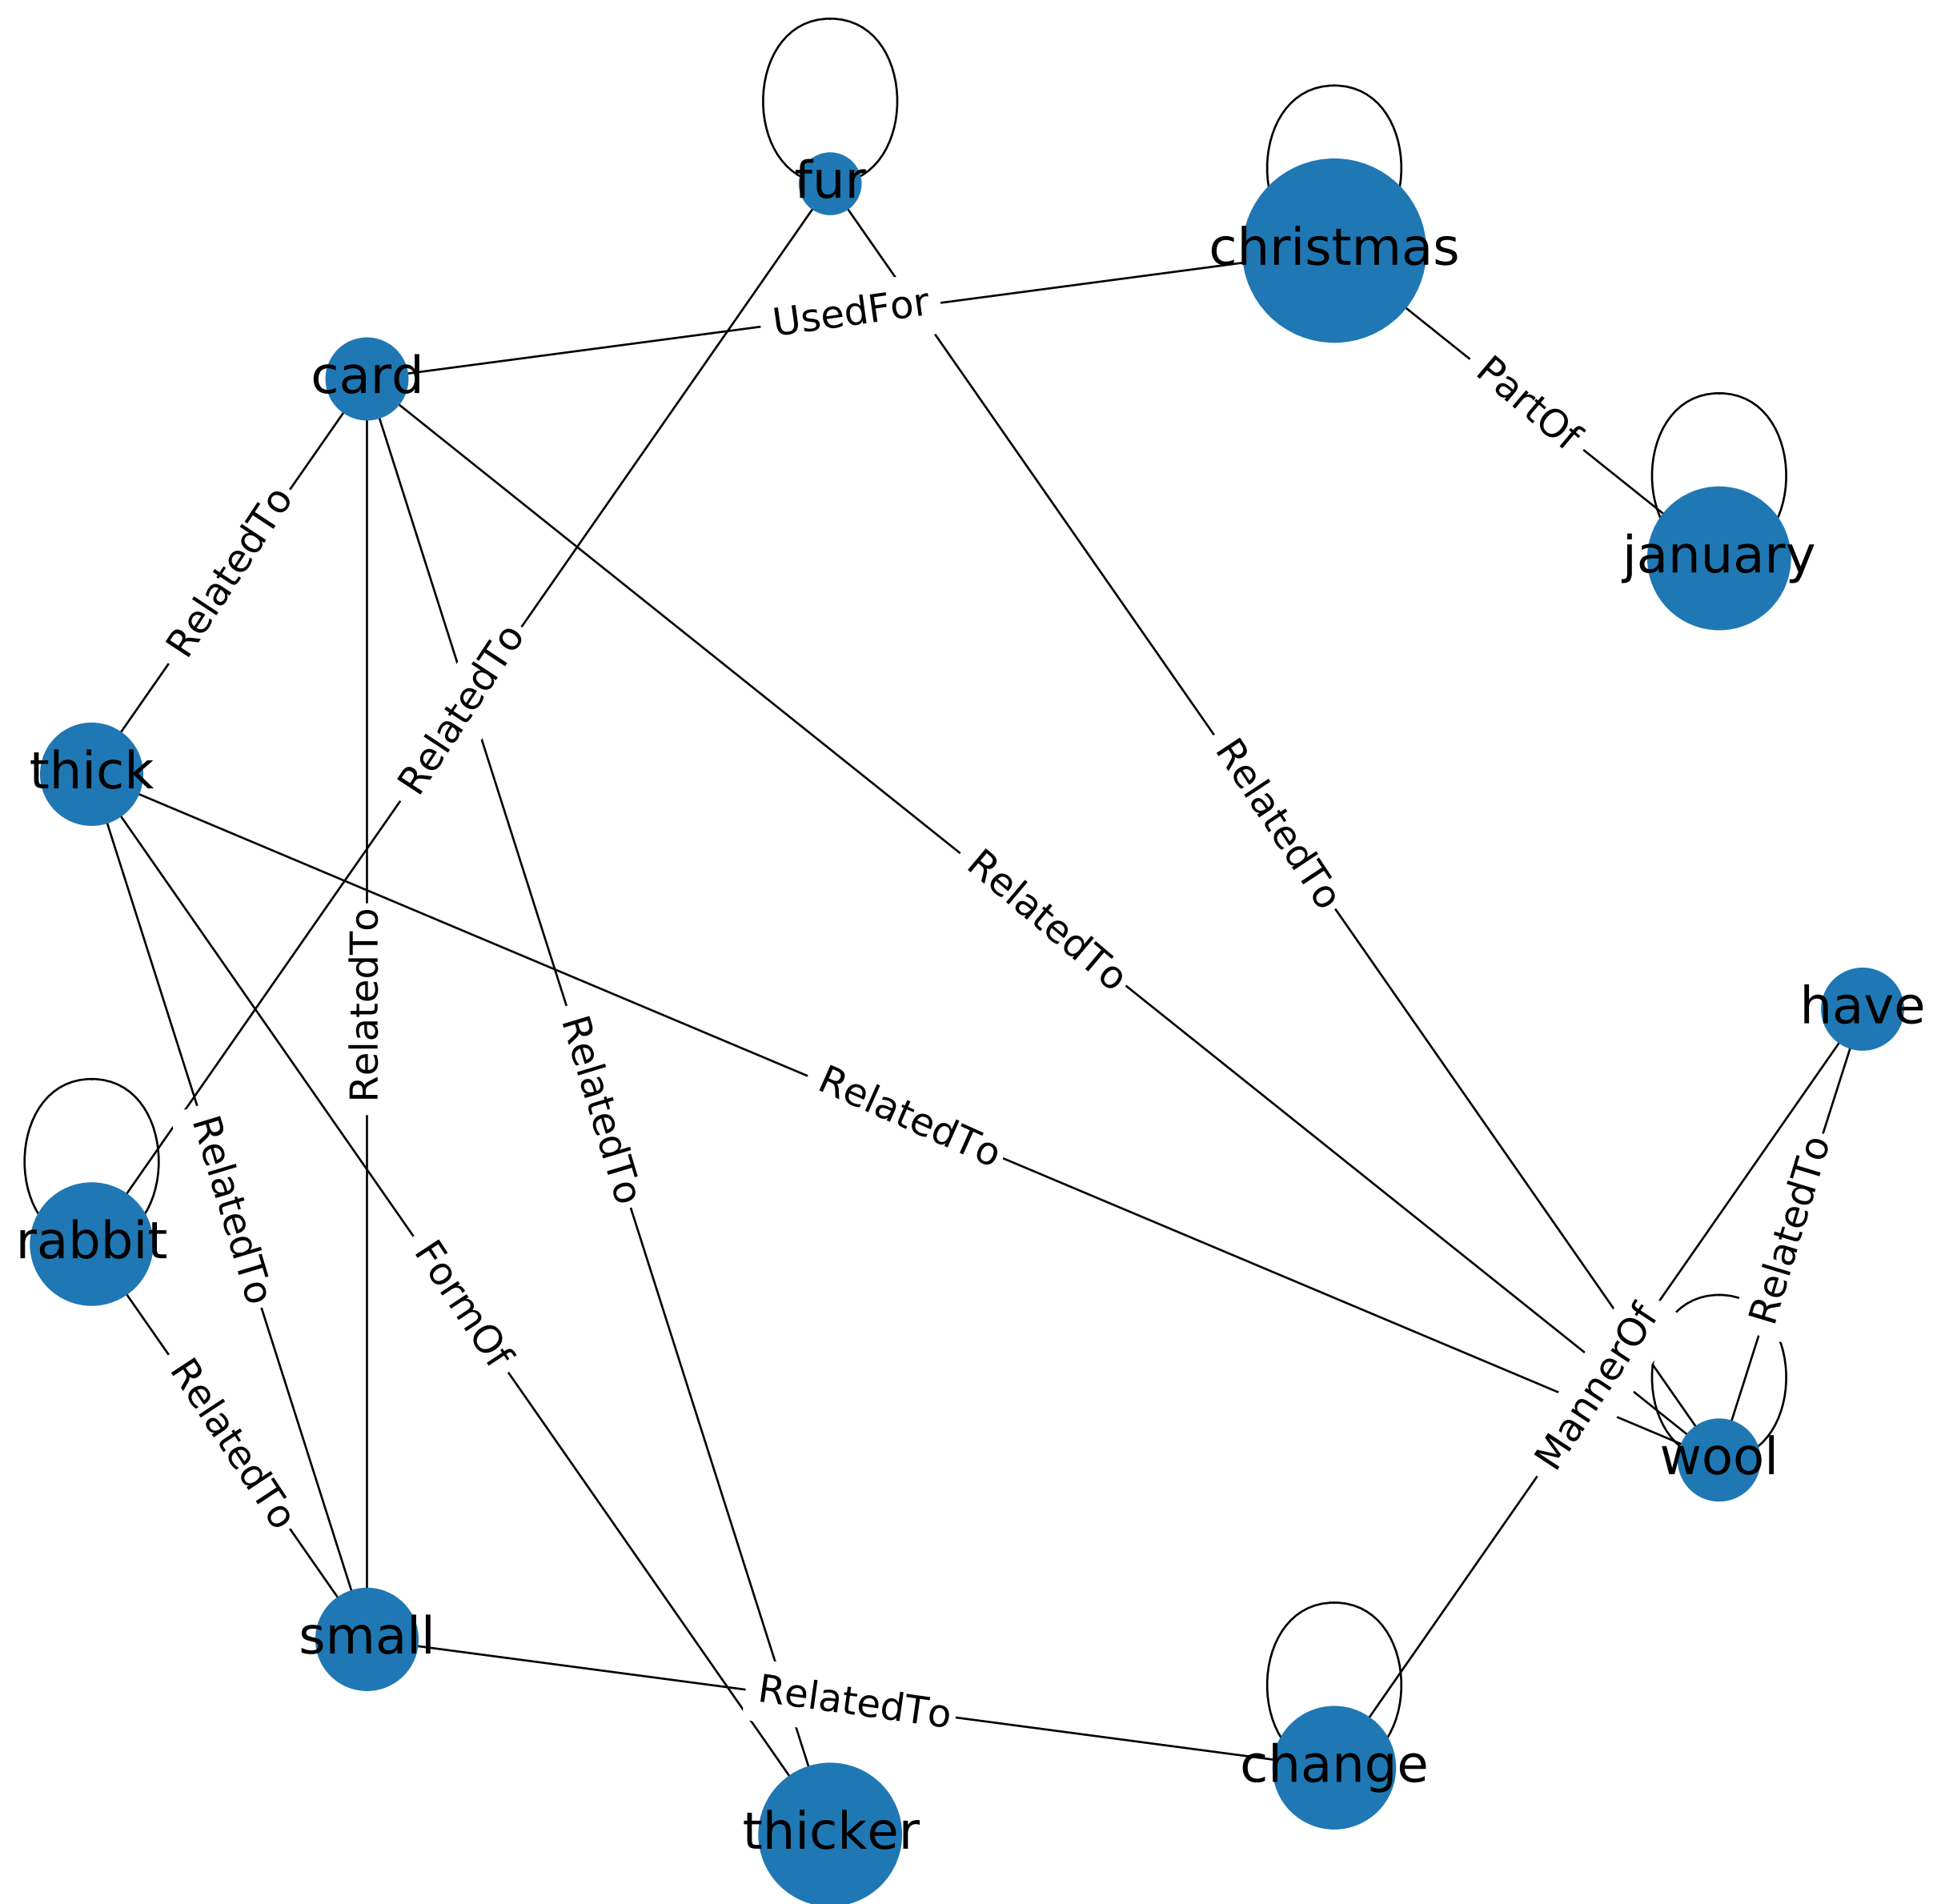 fur
christmas
UsedFor
card
PartOf
RelatedTo
january
RelatedTo
thick
RelatedTo
RelatedTo
RelatedTo
have
RelatedTo
RelatedTo
RelatedTo
RelatedTo
rabbit
RelatedTo
FormOf
MannerOf
RelatedTo
wool
small
RelatedTo
change
thicker